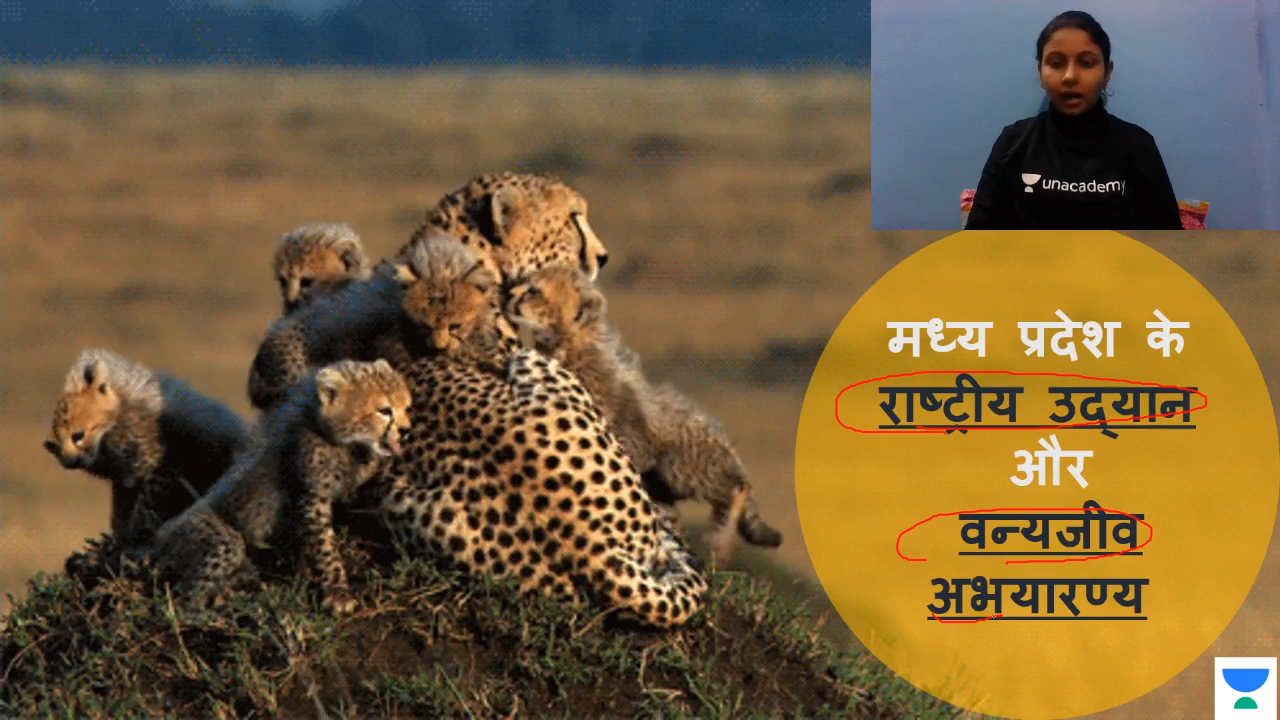 unacademy
मध्य प्रदेश के
राष्ट्रीय उद्यान
और
वन्यजीव
अभयारण्य